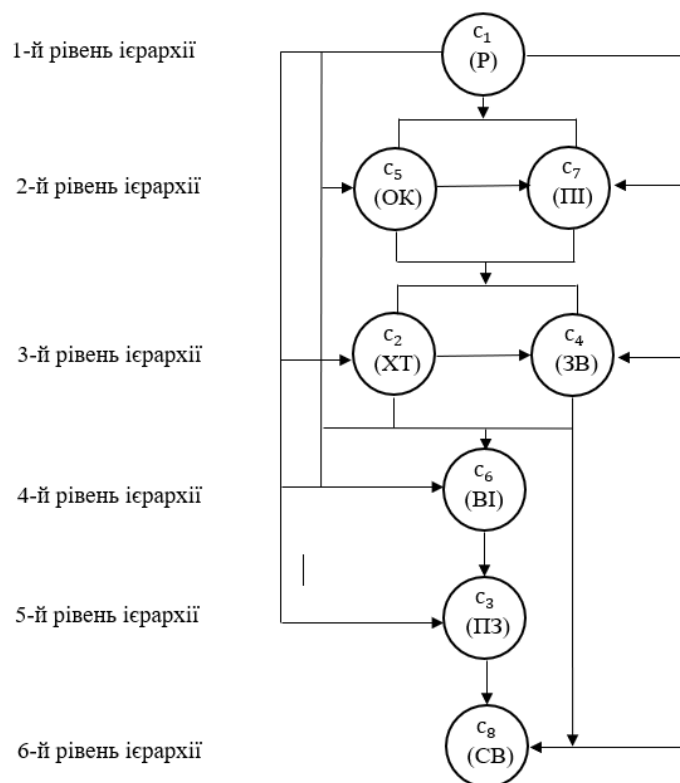 1-й рівень ієрархії
c₁
(Р)
2-й рівень ієрархії
c₅
(ОК)
c₇
(ПІ)
3-й рівень ієрархії
c₂
(ХТ)
c₄
(ЗВ)
4-й рівень ієрархії
c₆
(ВІ)
5-й рівень ієрархії
c₃
(ПЗ)
6-й рівень ієрархії
c₈
(СВ)